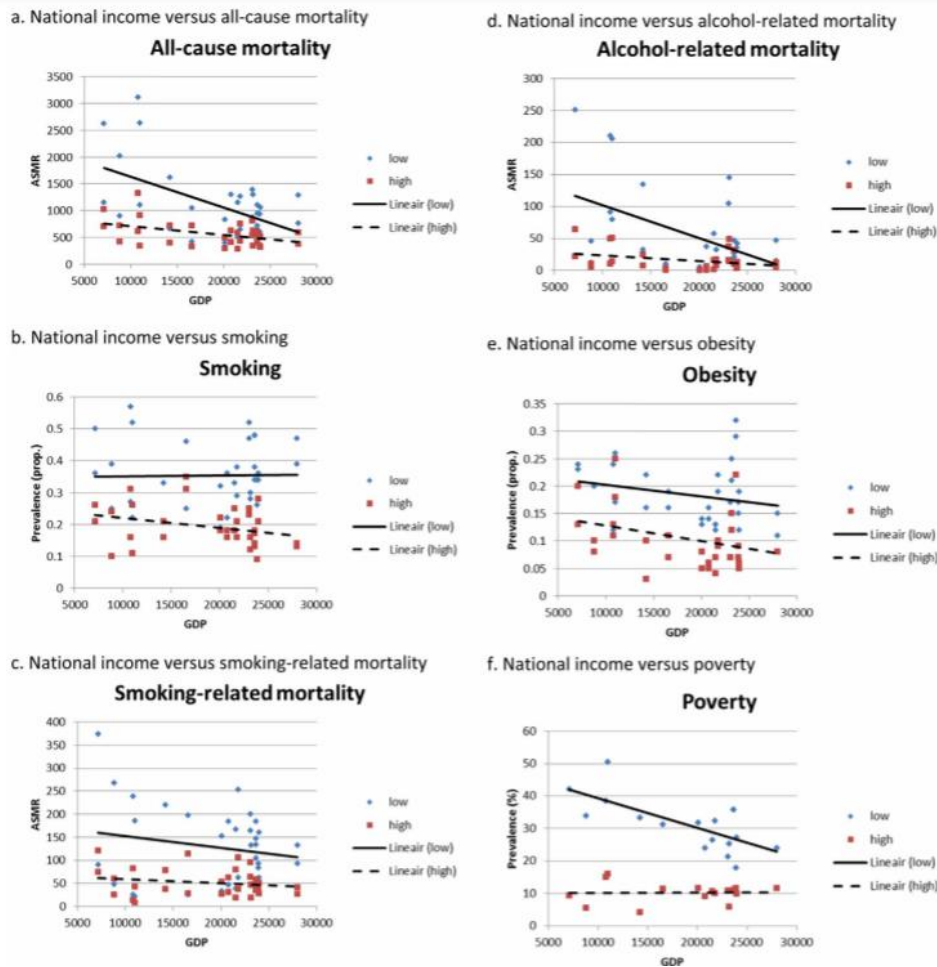 a. National income versus all-cause mortality
All-cause mortality
3500
3000
2500
2000
1500
1000
500
0
ASMR
5000 10000 15000 20000 25000 30000
GDP
low
high
Lineair (low)
Lineair (high)
d. National income versus alcohol-related mortality
Alcohol-related mortality
300
250
200
150
100
50
0
ASMR
5000 10000 15000 20000 25000 30000
GDP
low
high
Lineair (low)
Lineair (high)
b. National income versus smoking
Smoking
0.6
0.5
0.4
0.3
0.2
0.1
0
Prevalence (prop.)
5000 10000 15000 20000 25000 30000
GDP
low
high
Lineair (low)
Lineair (high)
e. National income versus obesity
Obesity
0.35
0.3
0.25
0.2
0.15
0.1
0.05
0
Prevalence (prop.)
5000 10000 15000 20000 25000 30000
GDP
low
high
Lineair (low)
Lineair (high)
c. National income versus smoking-related mortality
Smoking-related mortality
400
350
300
250
200
150
100
50
0
ASMR
5000 10000 15000 20000 25000 30000
GDP
low
high
Lineair (low)
Lineair (high)
f. National income versus poverty
Poverty
60
50
40
30
20
10
0
Prevalence (%)
5000 10000 15000 20000 25000 30000
GDP
low
high
Lineair (low)
Lineair (high)